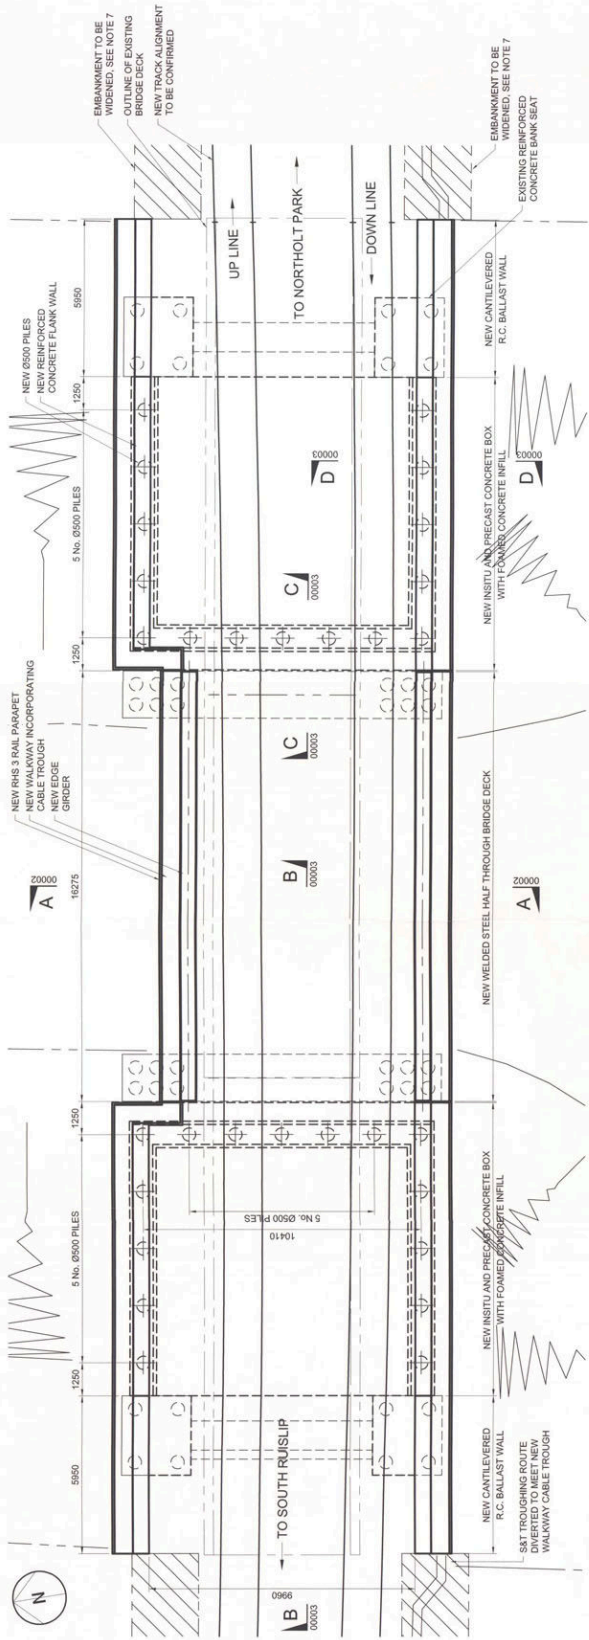 N
EMBANKMENT TO BE
WIDENED, SEE NOTE 7
OUTLINE OF EXISTING
BRIDGE DECK
NEW TRACK ALIGNMENT
TO BE CONFIRMED
NEW Ø500 PILES
NEW REINFORCED
CONCRETE FLANK WALL
NEW RHS 3 RAIL PARAPET
NEW WALKWAY INCORPORATING
CABLE TROUGH
NEW EDGE
GIRDER
A
00002
5950
1250
5 No. Ø500 PILES
1250
16275
1250
5 No. Ø500 PILES
1250
5950
UP LINE
TO NORTHOLT PARK
DOWN LINE
TO SOUTH RUISLIP
5 No. Ø500 PILES
10410
9960
B
00003
B
00003
C
00003
C
00003
D
00003
D
00003
A
00002
EMBANKMENT TO BE
WIDENED, SEE NOTE 7
EXISTING REINFORCED
CONCRETE BANK SEAT
NEW CANTILEVERED
R.C. BALLAST WALL
NEW INSITU AND PRECAST CONCRETE BOX
WITH FOAMED CONCRETE INFILL
NEW WELDED STEEL HALF THROUGH BRIDGE DECK
NEW INSITU AND PRECAST CONCRETE BOX
WITH FOAMED CONCRETE INFILL
NEW CANTILEVERED
R.C. BALLAST WALL
S&T TROUGHING ROUTE
DIVERTED TO MEET NEW
WALKWAY CABLE TROUGH